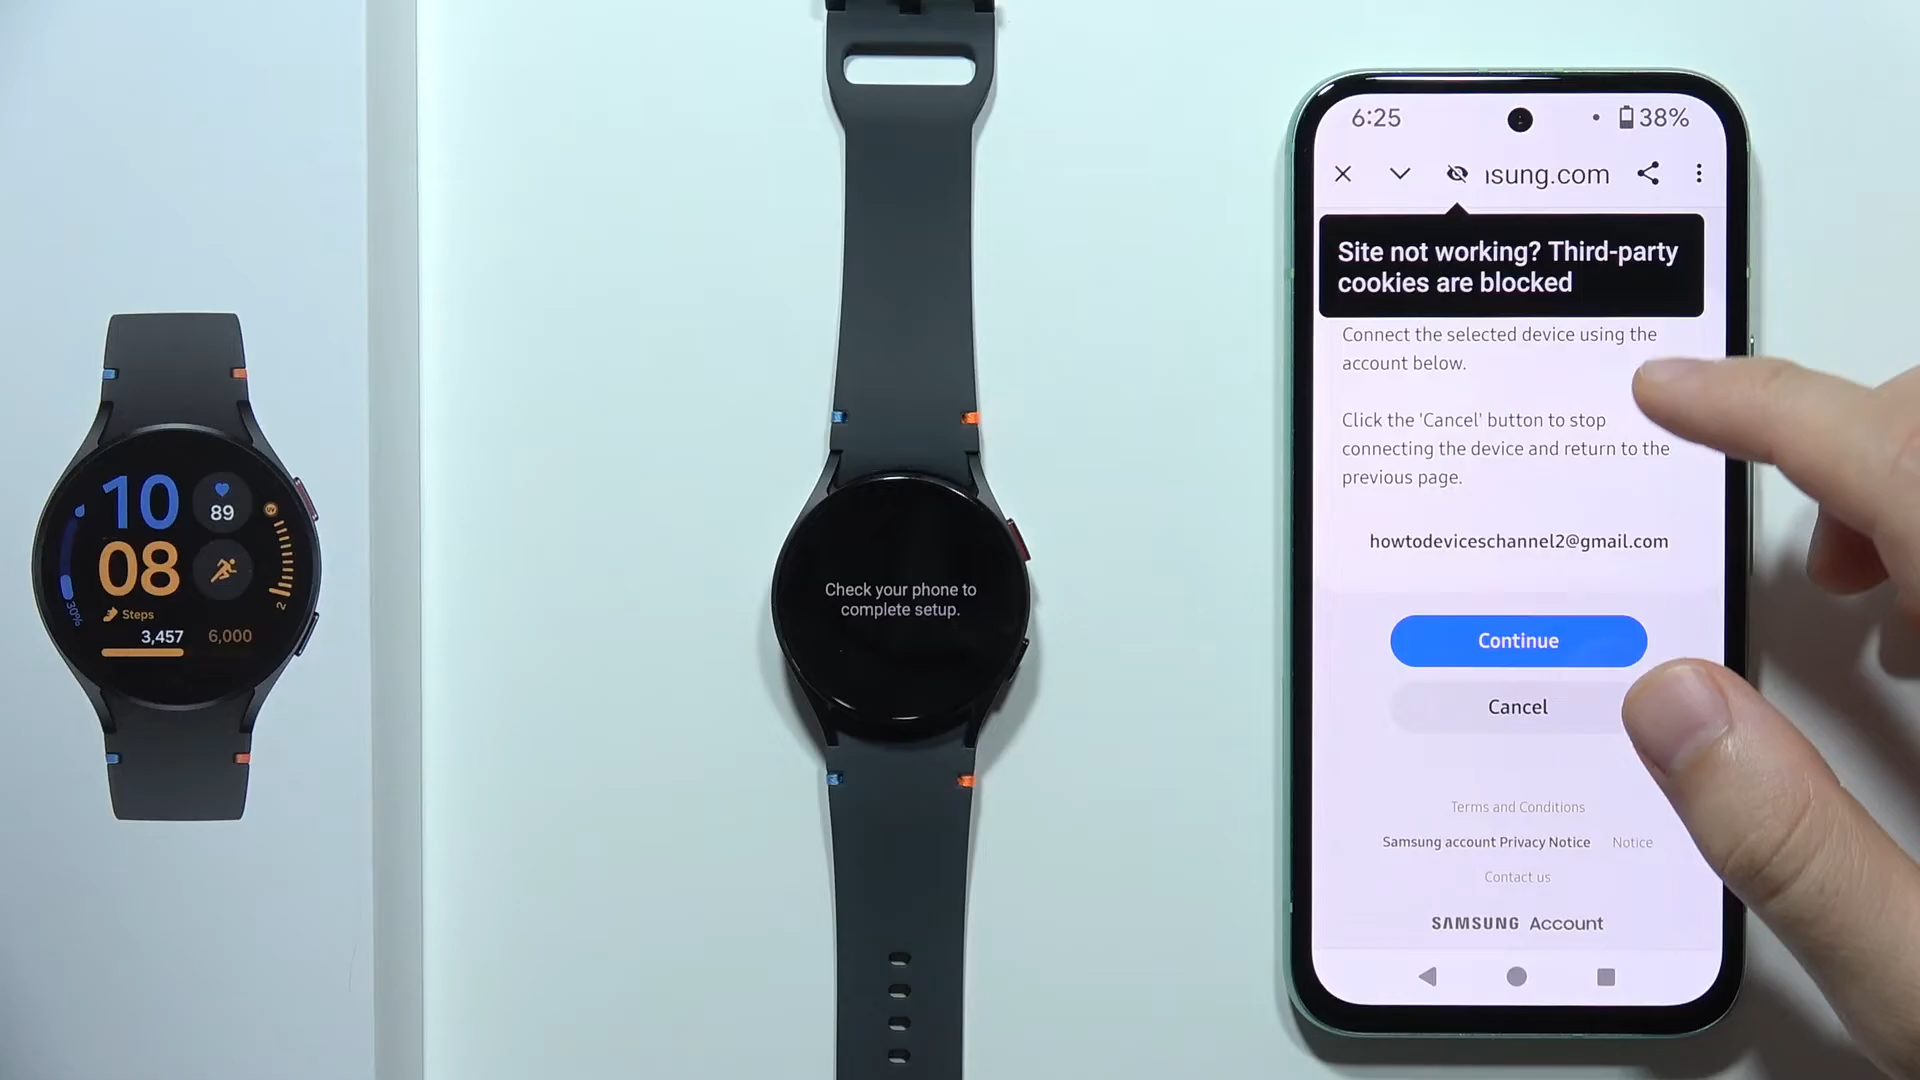 10
08
89
30%
Steps
3,457 6,000
2
Check your phone to
complete setup.
6:25 38%
sung.com
Site not working? Third-party
cookies are blocked
Connect the selected device using the
account below.
Click the 'Cancel' button to stop
connecting the device and return to the
previous page.
howtodeviceschannel2@gmail.com
Continue
Cancel
Terms and Conditions
Samsung account Privacy Notice Notice
Contact us
SAMSUNG Account